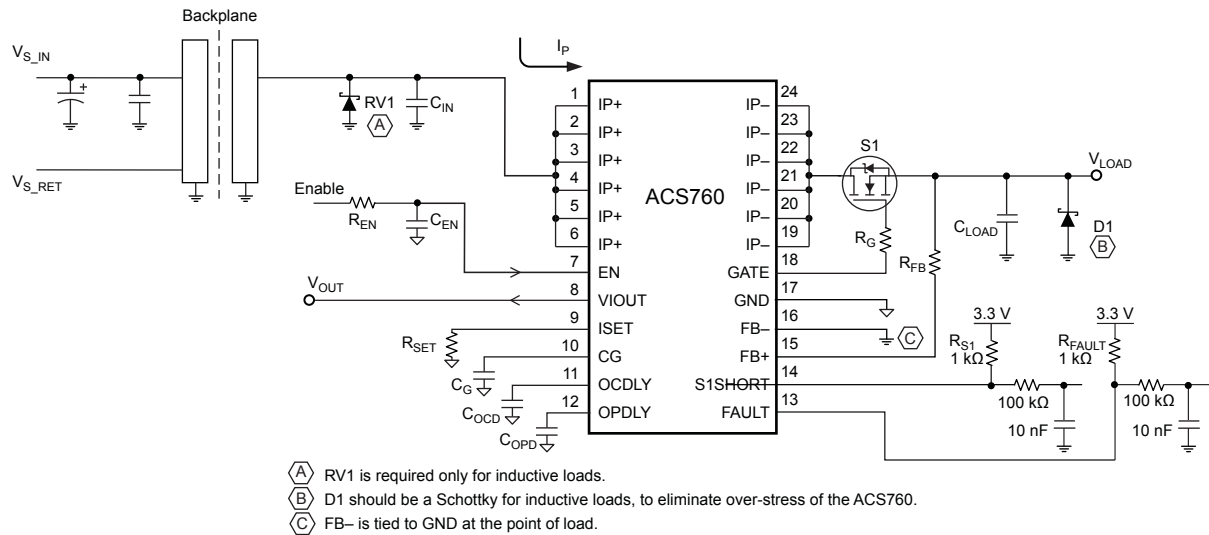 Backplane
V_S_IN
V_S_RET
+
RV1
A
C_IN
I_P
Enable
R_EN
C_EN
V_OUT
R_SET
C_G
C_OCD
C_OPD
1 IP+
2 IP+
3 IP+
4 IP+
5 IP+
6 IP+
7 EN
8 VIOUT
9 ISET
10 CG
11 OCDLY
12 OPDLY
ACS760
24 IP–
23 IP–
22 IP–
21 IP–
20 IP–
19 IP–
18 GATE
17 GND
16 FB–
15 FB+
14 S1SHORT
13 FAULT
S1
R_G
R_FB
C_LOAD
V_LOAD
D1
B
C
3.3 V
R_S1
1 kΩ
100 kΩ
10 nF
3.3 V
R_FAULT
1 kΩ
100 kΩ
10 nF
A RV1 is required only for inductive loads.
B D1 should be a Schottky for inductive loads, to eliminate over-stress of the ACS760.
C FB– is tied to GND at the point of load.